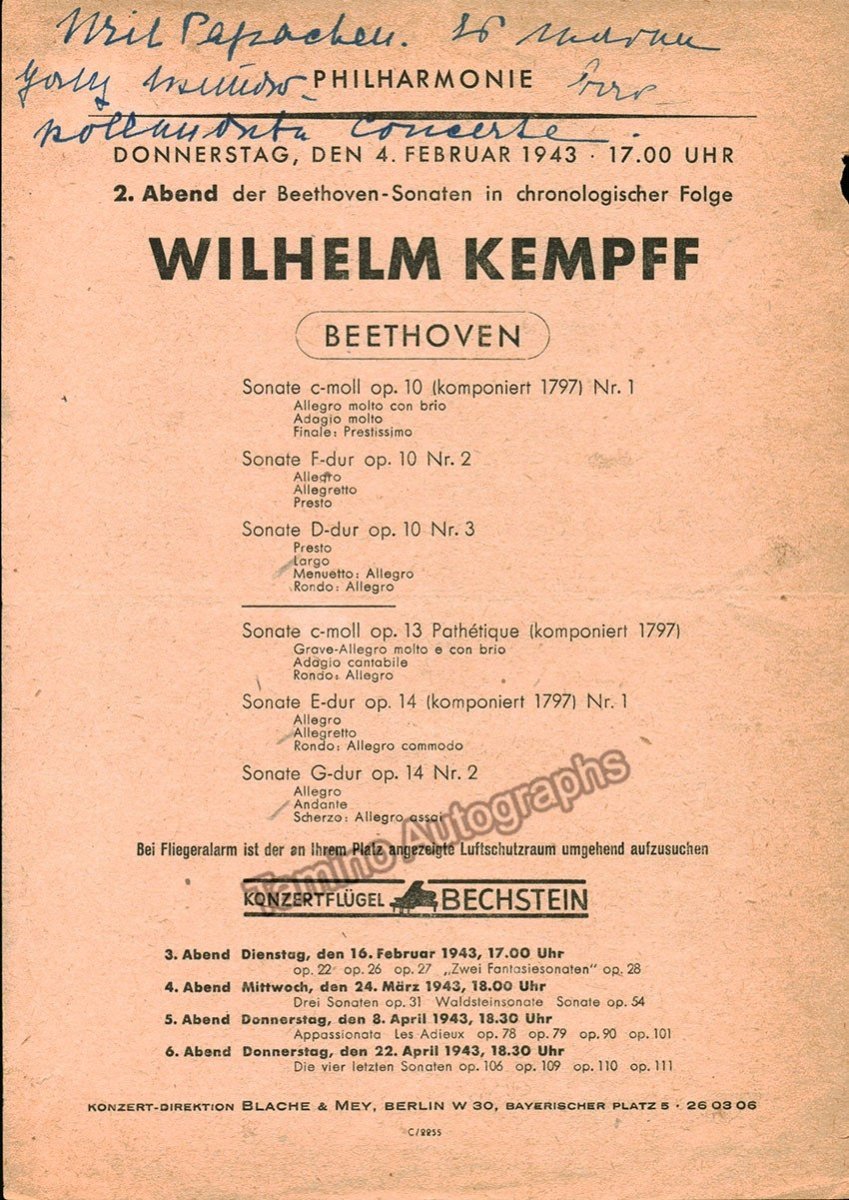 Mit Papachen. Es waren
ganz wunder-
PHILHARMONIE
vollendete Concerte.
DONNERSTAG, DEN 4. FEBRUAR 1943 · 17.00 UHR
2. Abend der Beethoven-Sonaten in chronologischer Folge
WILHELM KEMPFF
BEETHOVEN
Sonate c-moll op. 10 (komponiert 1797) Nr. 1
Allegro molto con brio
Adagio molto
Finale: Prestissimo
Sonate F-dur op. 10 Nr. 2
Allegro
Allegretto
Presto
Sonate D-dur op. 10 Nr. 3
Presto
Largo
Menuetto: Allegro
Rondo: Allegro
Sonate c-moll op. 13 Pathétique (komponiert 1797)
Grave-Allegro molto e con brio
Adagio cantabile
Rondo: Allegro
Sonate E-dur op. 14 (komponiert 1797) Nr. 1
Allegro
Allegretto
Rondo: Allegro commodo
Sonate G-dur op. 14 Nr. 2
Allegro
Andante
Scherzo: Allegro assai
Tamino Autographs
Bei Fliegeralarm ist der an Ihrem Platz angezeigte Luftschutzraum umgehend aufzusuchen
KONZERTFLÜGEL BECHSTEIN
3. Abend Dienstag, den 16. Februar 1943, 17.00 Uhr
op. 22 op. 26 op. 27 „Zwei Fantasiesonaten“ op. 28
4. Abend Mittwoch, den 24. März 1943, 18.00 Uhr
Drei Sonaten op. 31 Waldsteinsonate Sonate op. 54
5. Abend Donnerstag, den 8. April 1943, 18.30 Uhr
Appassionata Les Adieux op. 78 op. 79 op. 90 op. 101
6. Abend Donnerstag, den 22. April 1943, 18.30 Uhr
Die vier letzten Sonaten op. 106 op. 109 op. 110 op. 111
KONZERT-DIREKTION BLACHE & MEY, BERLIN W 30, BAYERISCHER PLATZ 5 · 26 03 06
C/2255